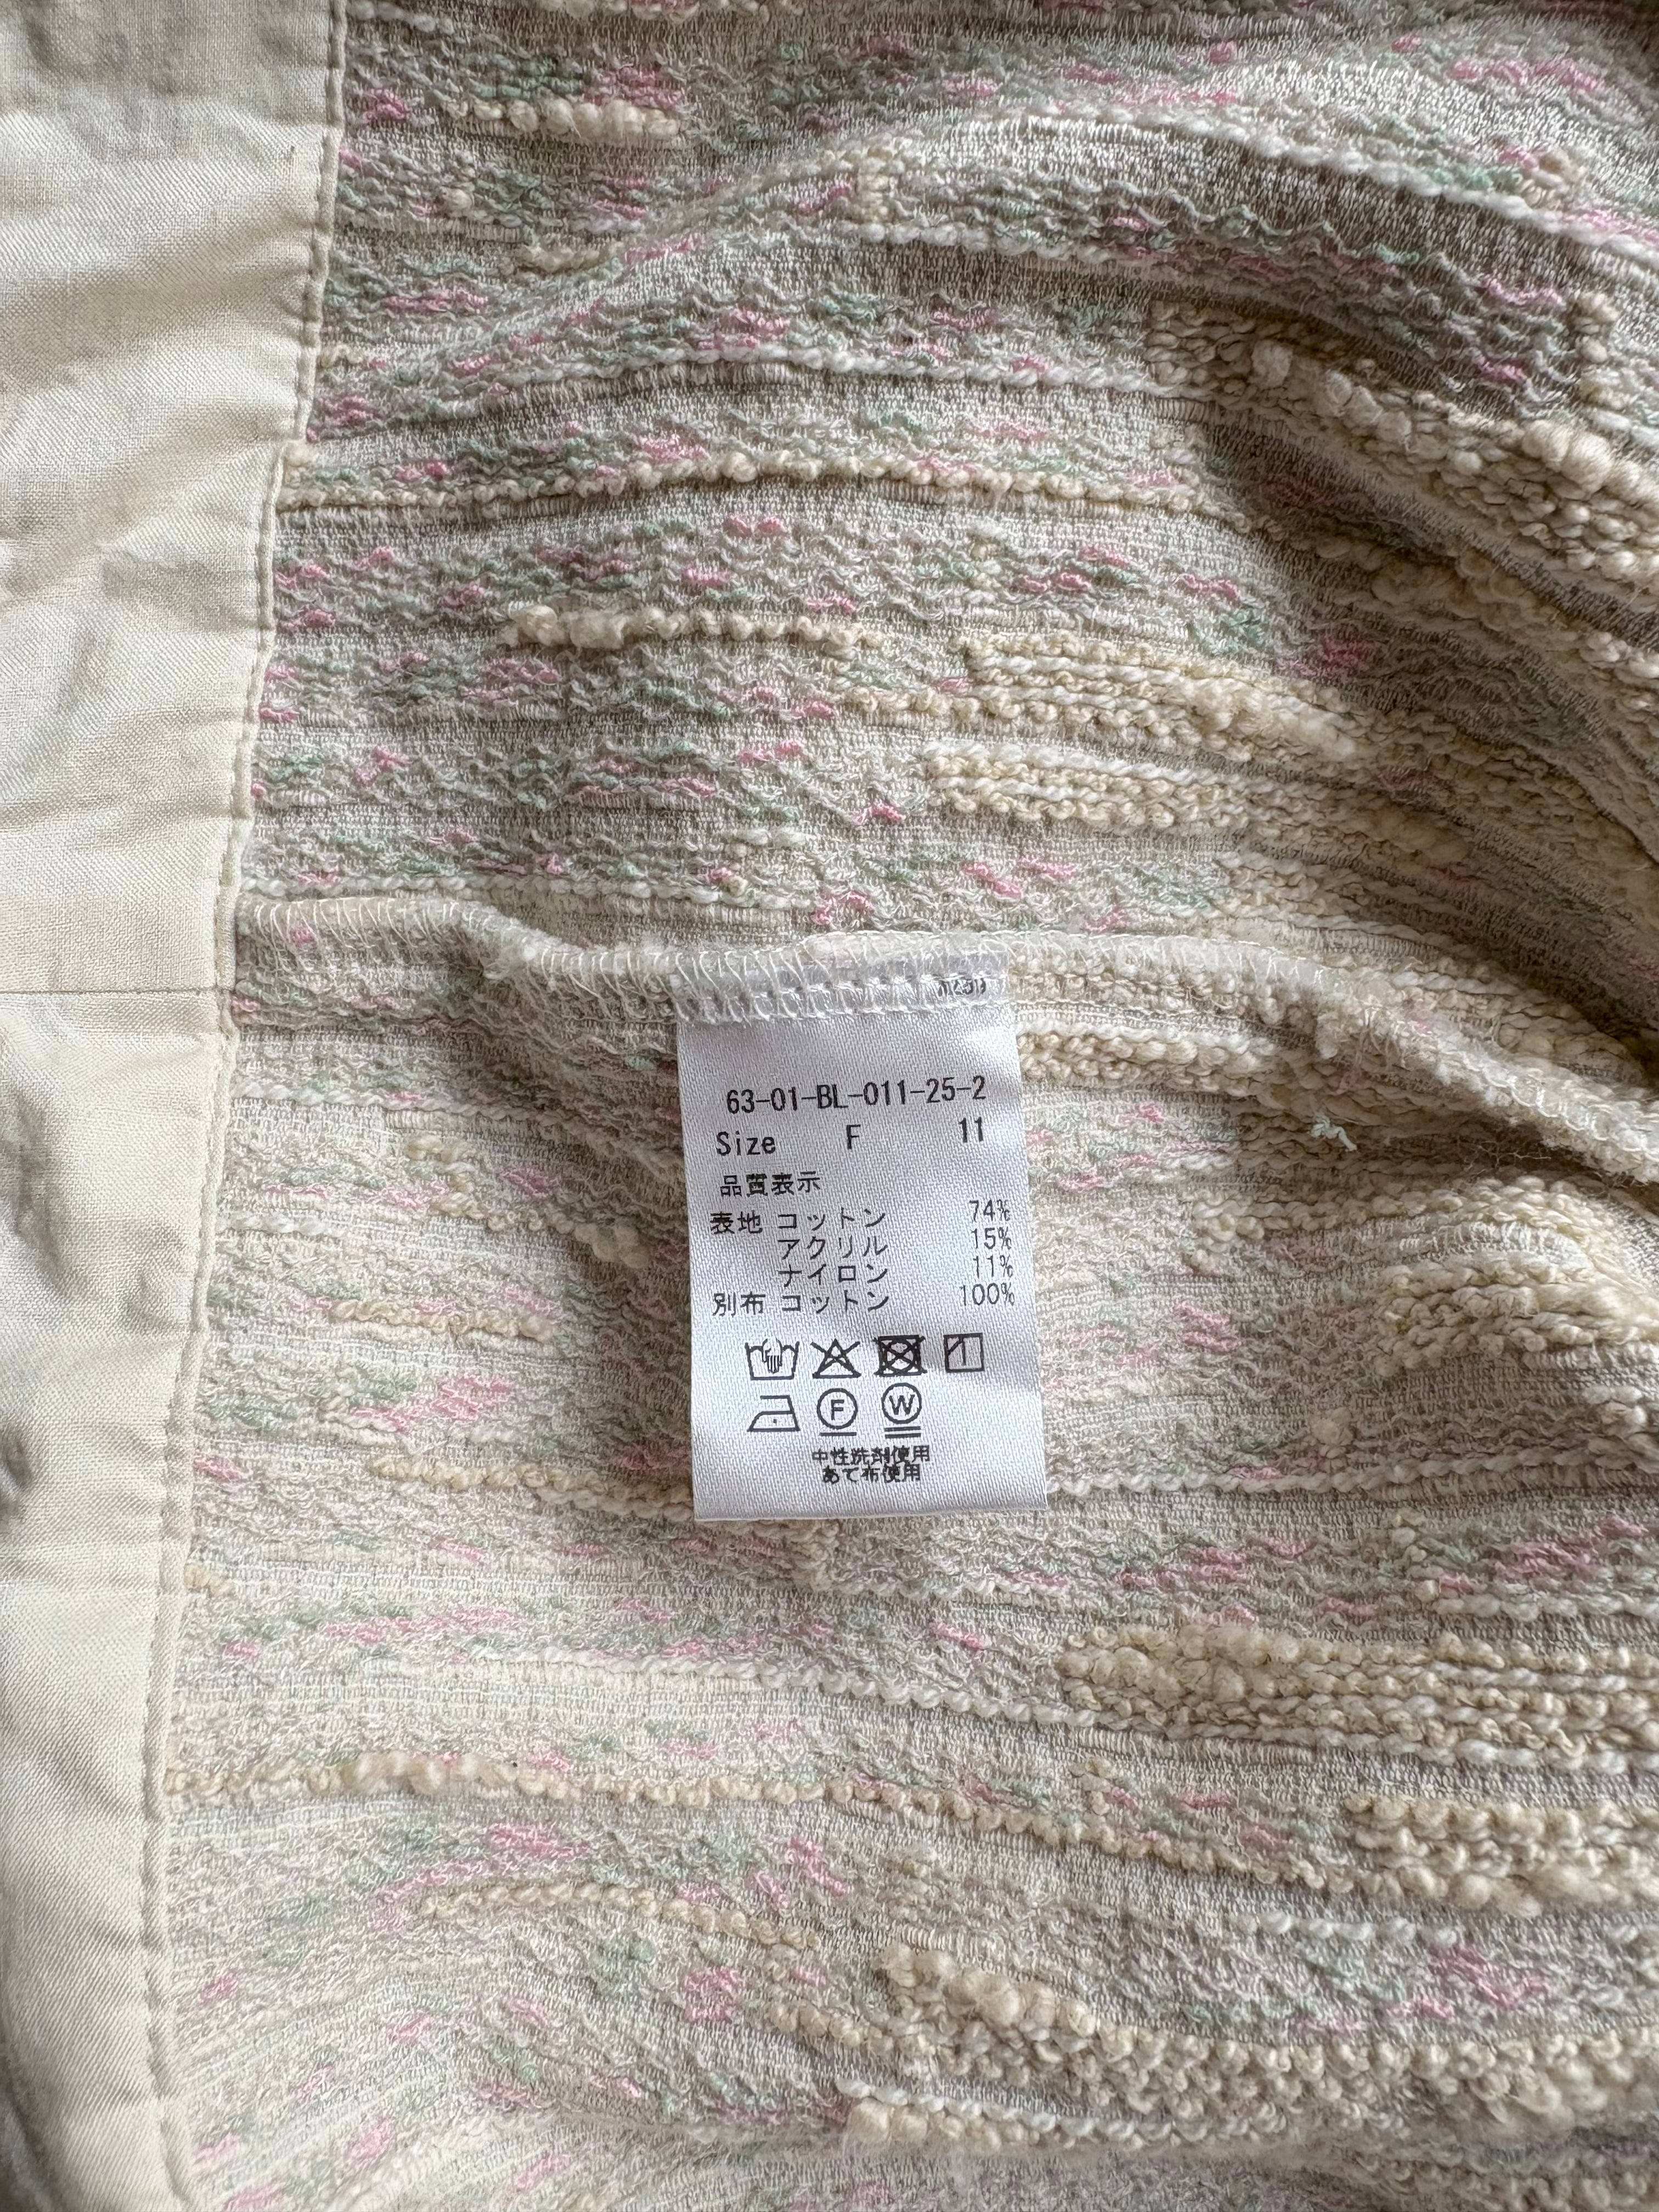 63-01-BL-011-25-2
Size F 11
品質表示
表地 コットン 74%
アクリル 15%
ナイロン 11%
別布 コットン 100%
F W
中性洗剤使用
あて布使用